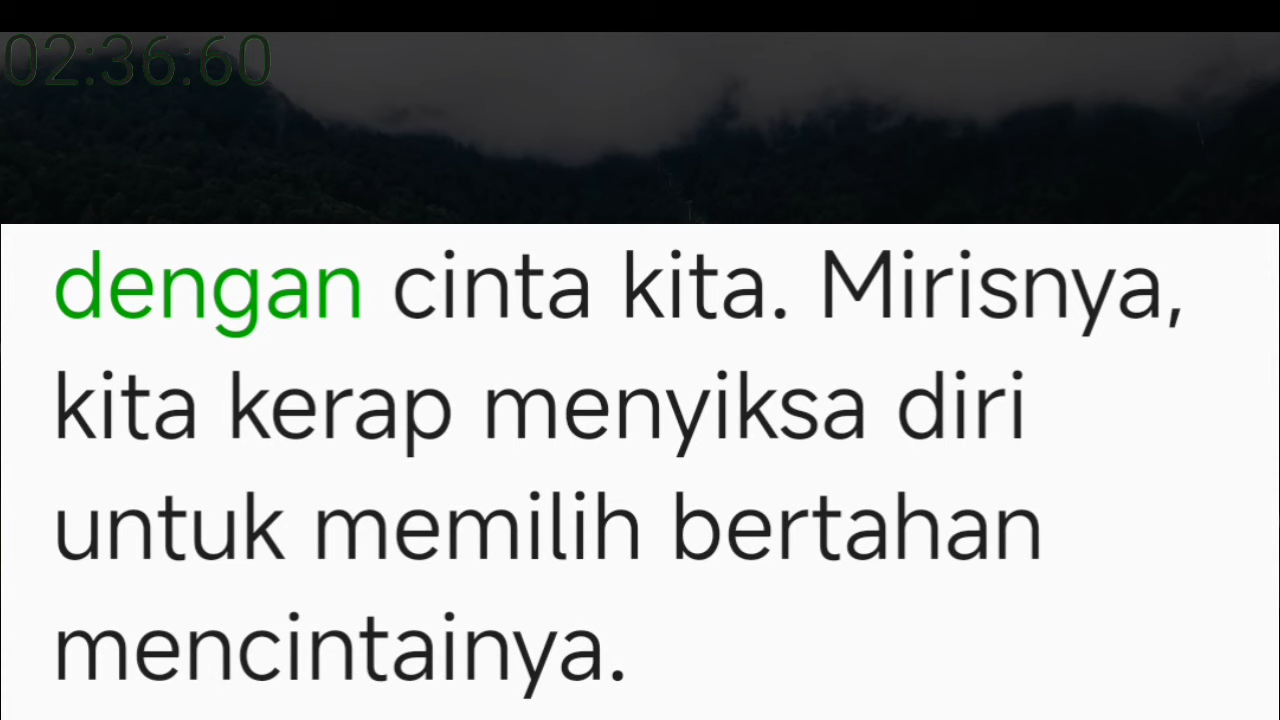 02:36:60
dengan cinta kita. Mirisnya,
kita kerap menyiksa diri
untuk memilih bertahan
mencintainya.